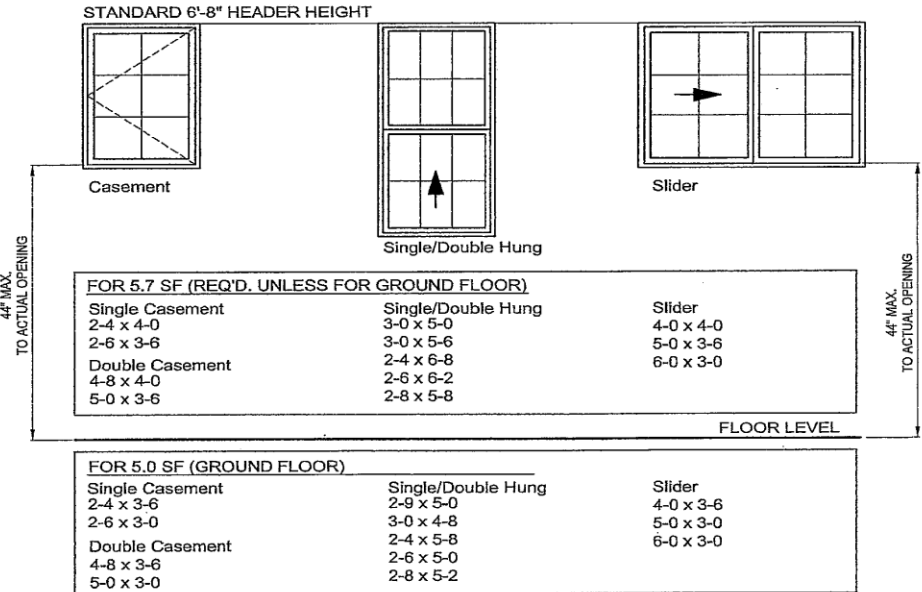 STANDARD 6'-8" HEADER HEIGHT
Casement
Single/Double Hung
Slider
44" MAX.
TO ACTUAL OPENING
44" MAX.
TO ACTUAL OPENING
FOR 5.7 SF (REQ'D. UNLESS FOR GROUND FLOOR)
Single Casement
2-4 x 4-0
2-6 x 3-6
Double Casement
4-8 x 4-0
5-0 x 3-6
Single/Double Hung
3-0 x 5-0
3-0 x 5-6
2-4 x 6-8
2-6 x 6-2
2-8 x 5-8
Slider
4-0 x 4-0
5-0 x 3-6
6-0 x 3-0
FLOOR LEVEL
FOR 5.0 SF (GROUND FLOOR)
Single Casement
2-4 x 3-6
2-6 x 3-0
Double Casement
4-8 x 3-6
5-0 x 3-0
Single/Double Hung
2-9 x 5-0
3-0 x 4-8
2-4 x 5-8
2-6 x 5-0
2-8 x 5-2
Slider
4-0 x 3-6
5-0 x 3-0
6-0 x 3-0